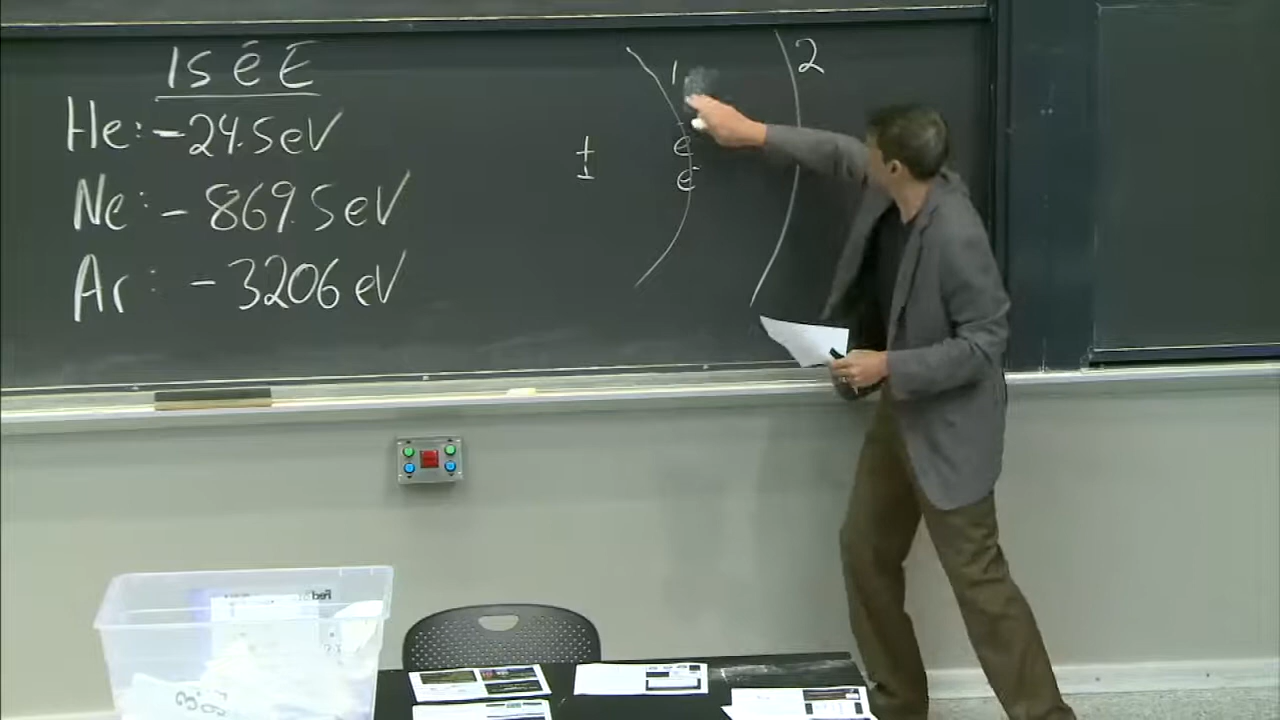 1s ē E
He: -24.5eV
Ne: - 869.5eV
Ar: - 3206 eV
1
2
+
+
e-
e-